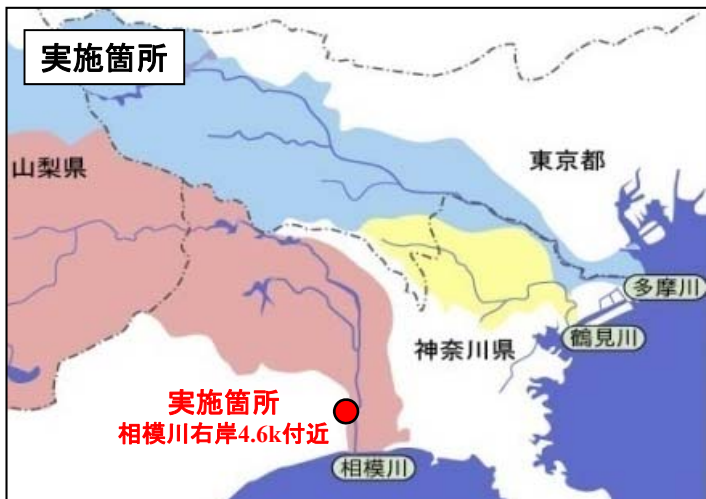 実施箇所
山梨県
東京都
多摩川
鶴見川
神奈川県
実施箇所
相模川右岸4.6k付近
相模川